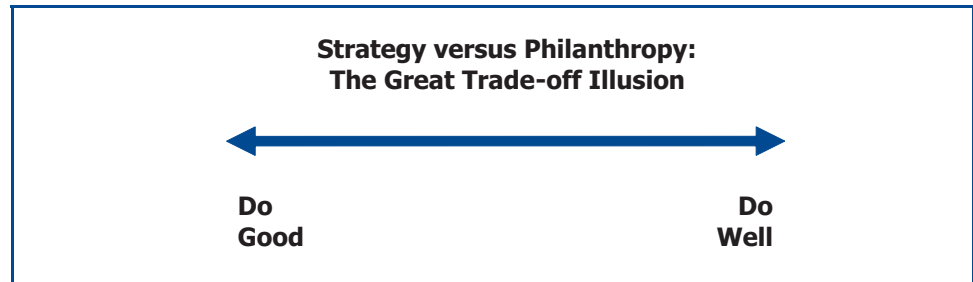 Strategy versus Philanthropy:
The Great Trade-off Illusion
Do
Good
Do
Well